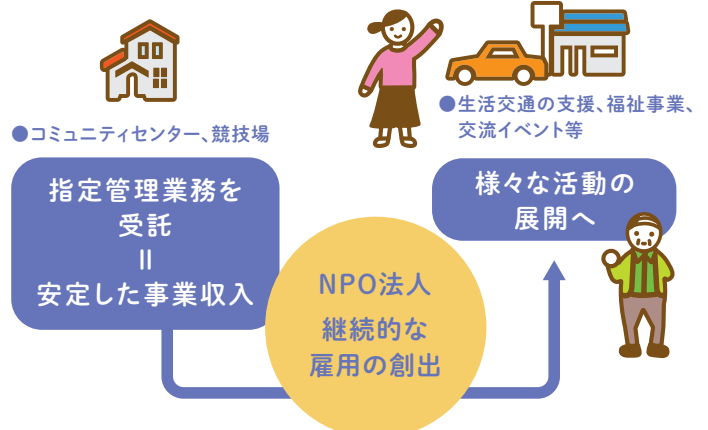 ●コミュニティセンター、競技場
指定管理業務を
受託
＝
安定した事業収入
NPO法人
継続的な
雇用の創出
●生活交通の支援、福祉事業、
交流イベント等
様々な活動の
展開へ